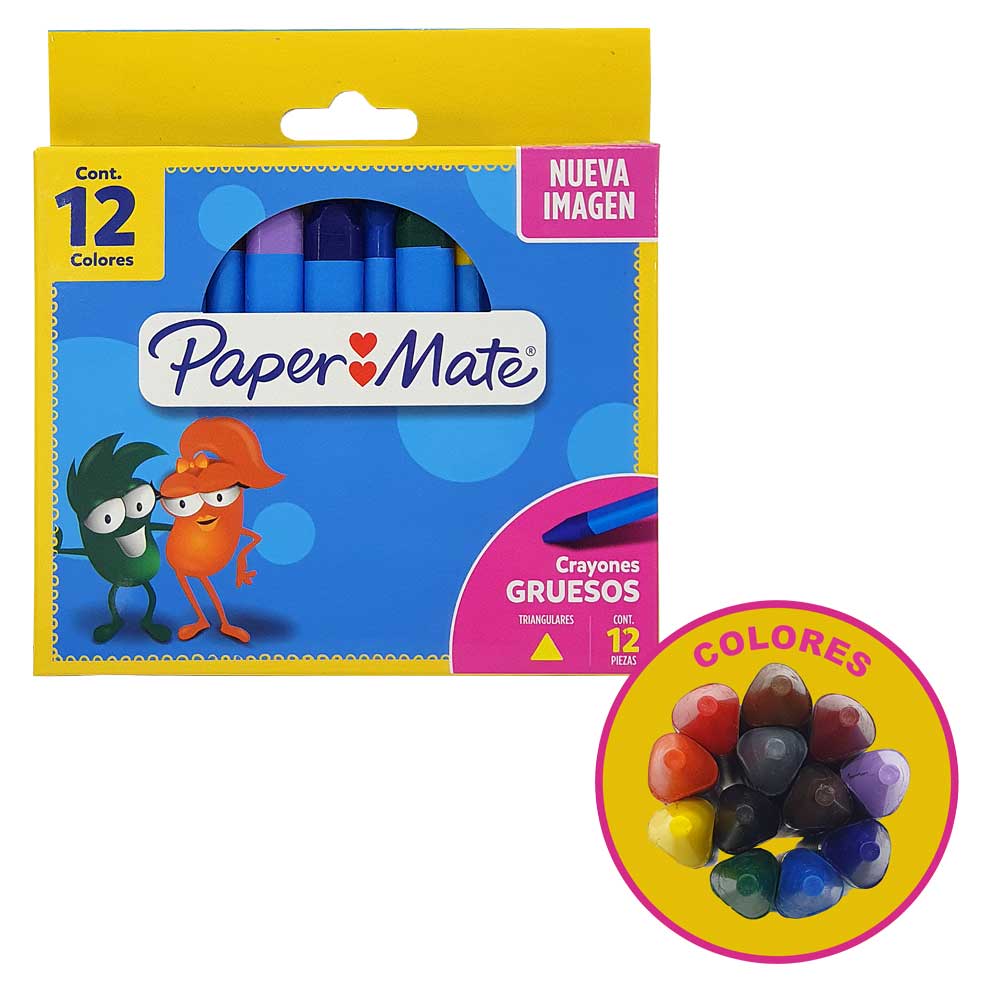 Cont.
12
Colores
NUEVA
IMAGEN
Paper Mate®
Crayones
GRUESOS
TRIANGULARES
CONT.
12
PIEZAS
COLORES